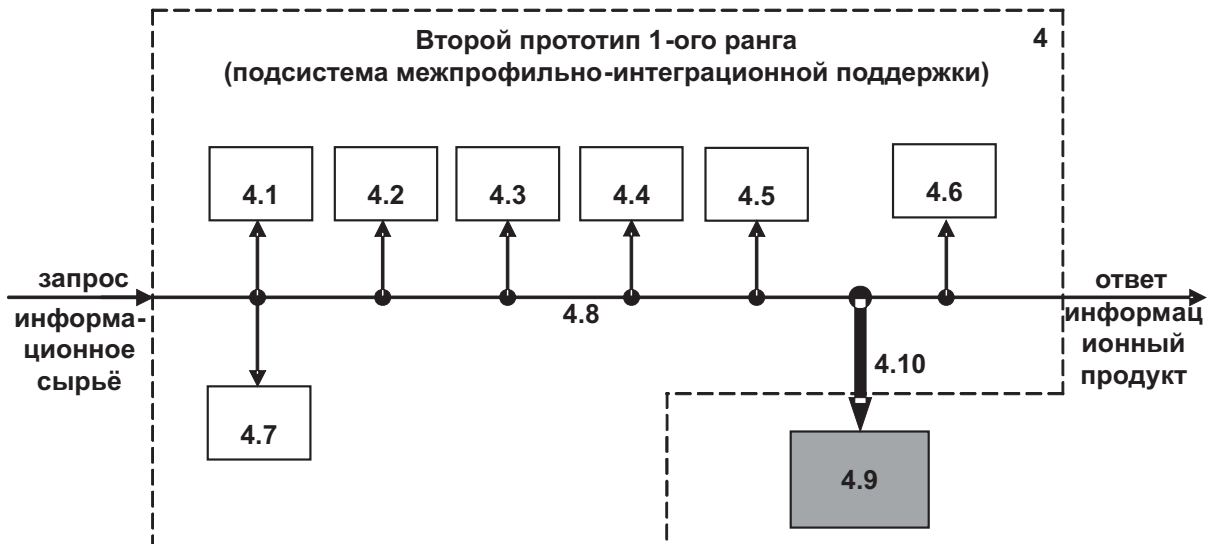 Второй прототип 1-ого ранга
4
(подсистема межпрофильно-интеграционной поддержки)
4.1
4.2
4.3
4.4
4.5
4.6
запрос
информа-
ционное
сырьё
4.8
ответ
информац
ионный
продукт
4.10
4.7
4.9